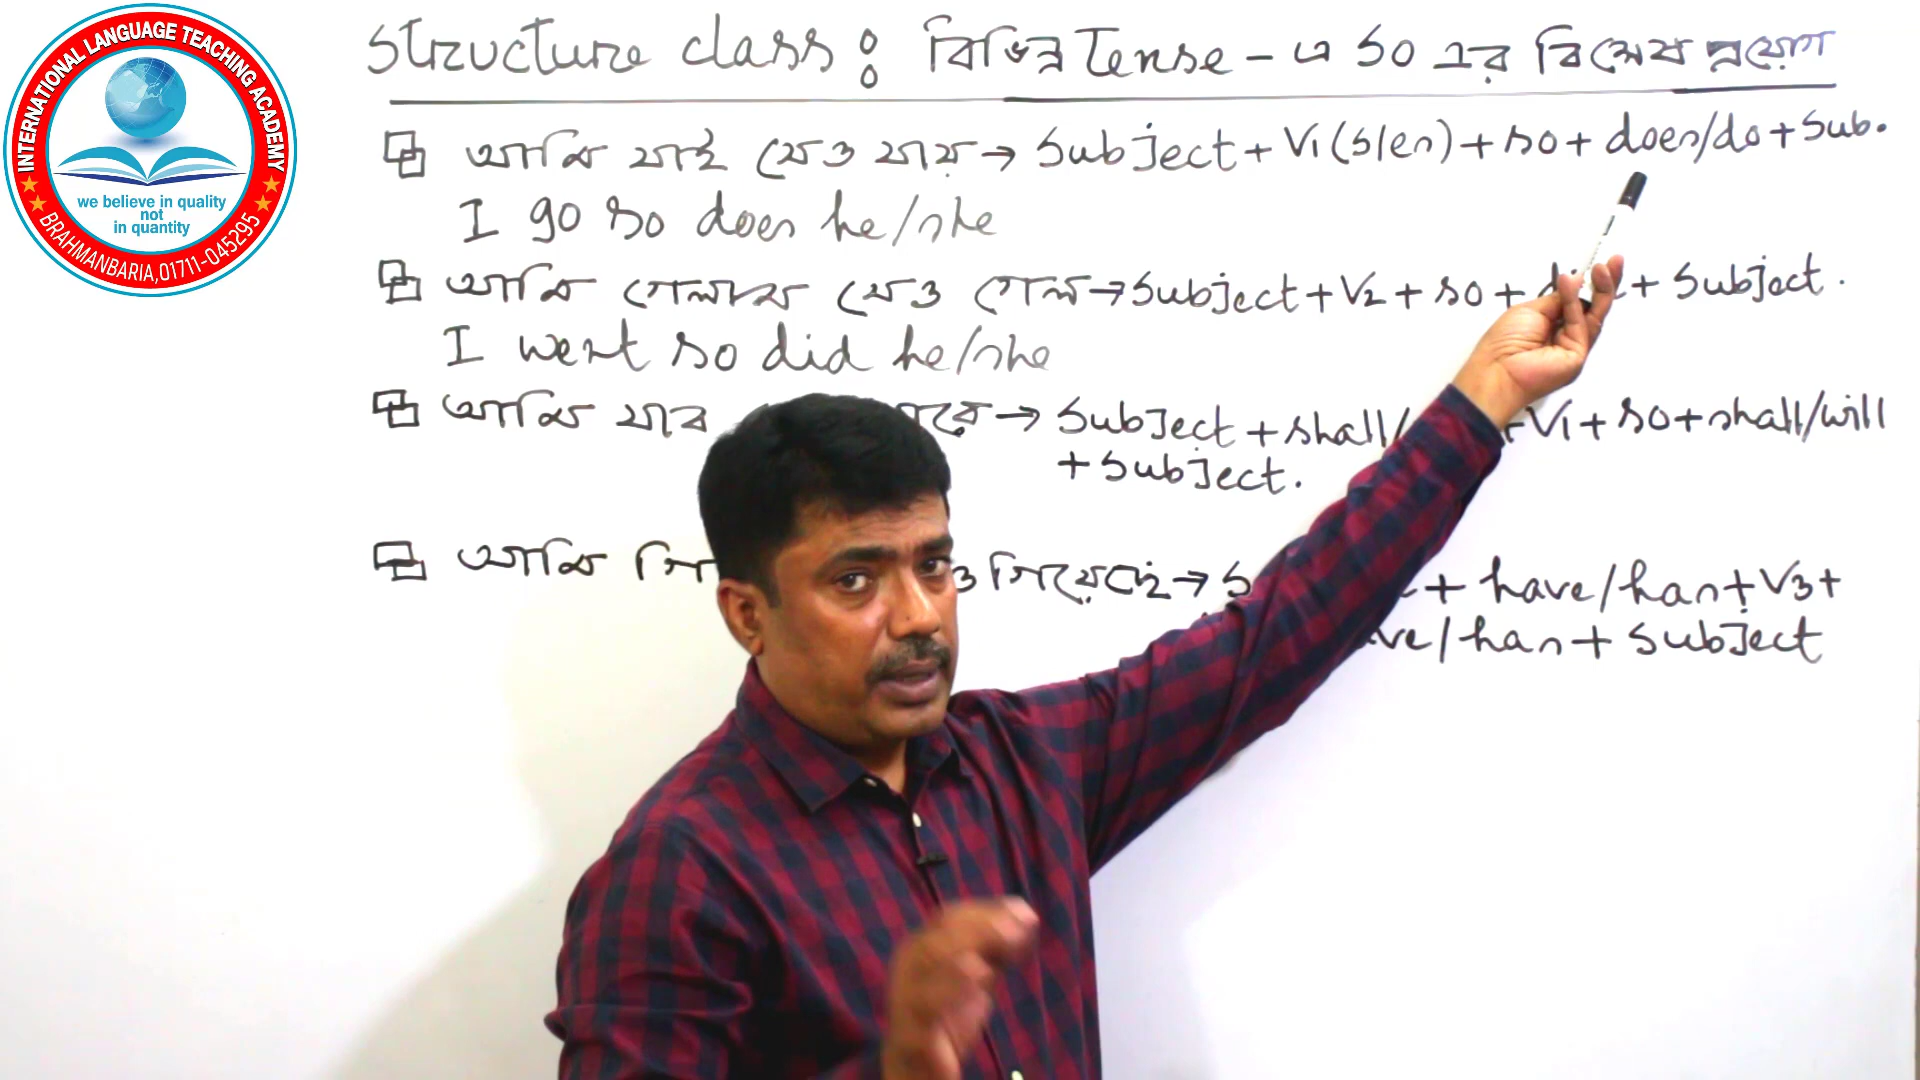 INTERNATIONAL LANGUAGE TEACHING ACADEMY
we believe in quality
not
in quantity
BRAHMANBARIA,01711-045295
Structure class: বিভিন্ন Tense - এ so এর বিশেষ প্রয়োগ
আমি যাই সেও যায় → Subject + V1 (s/es) + so + does/do + Sub.
I go so does he/she
আমি গেলাম সেও গেল → Subject + V2 + so + + Subject.
I went so did he/she
আমি যাব → Subject + shall/ + V1 + so + shall/will
+ Subject.
আমি গিয়েছে → + have/has + V3 +
/has + Subject